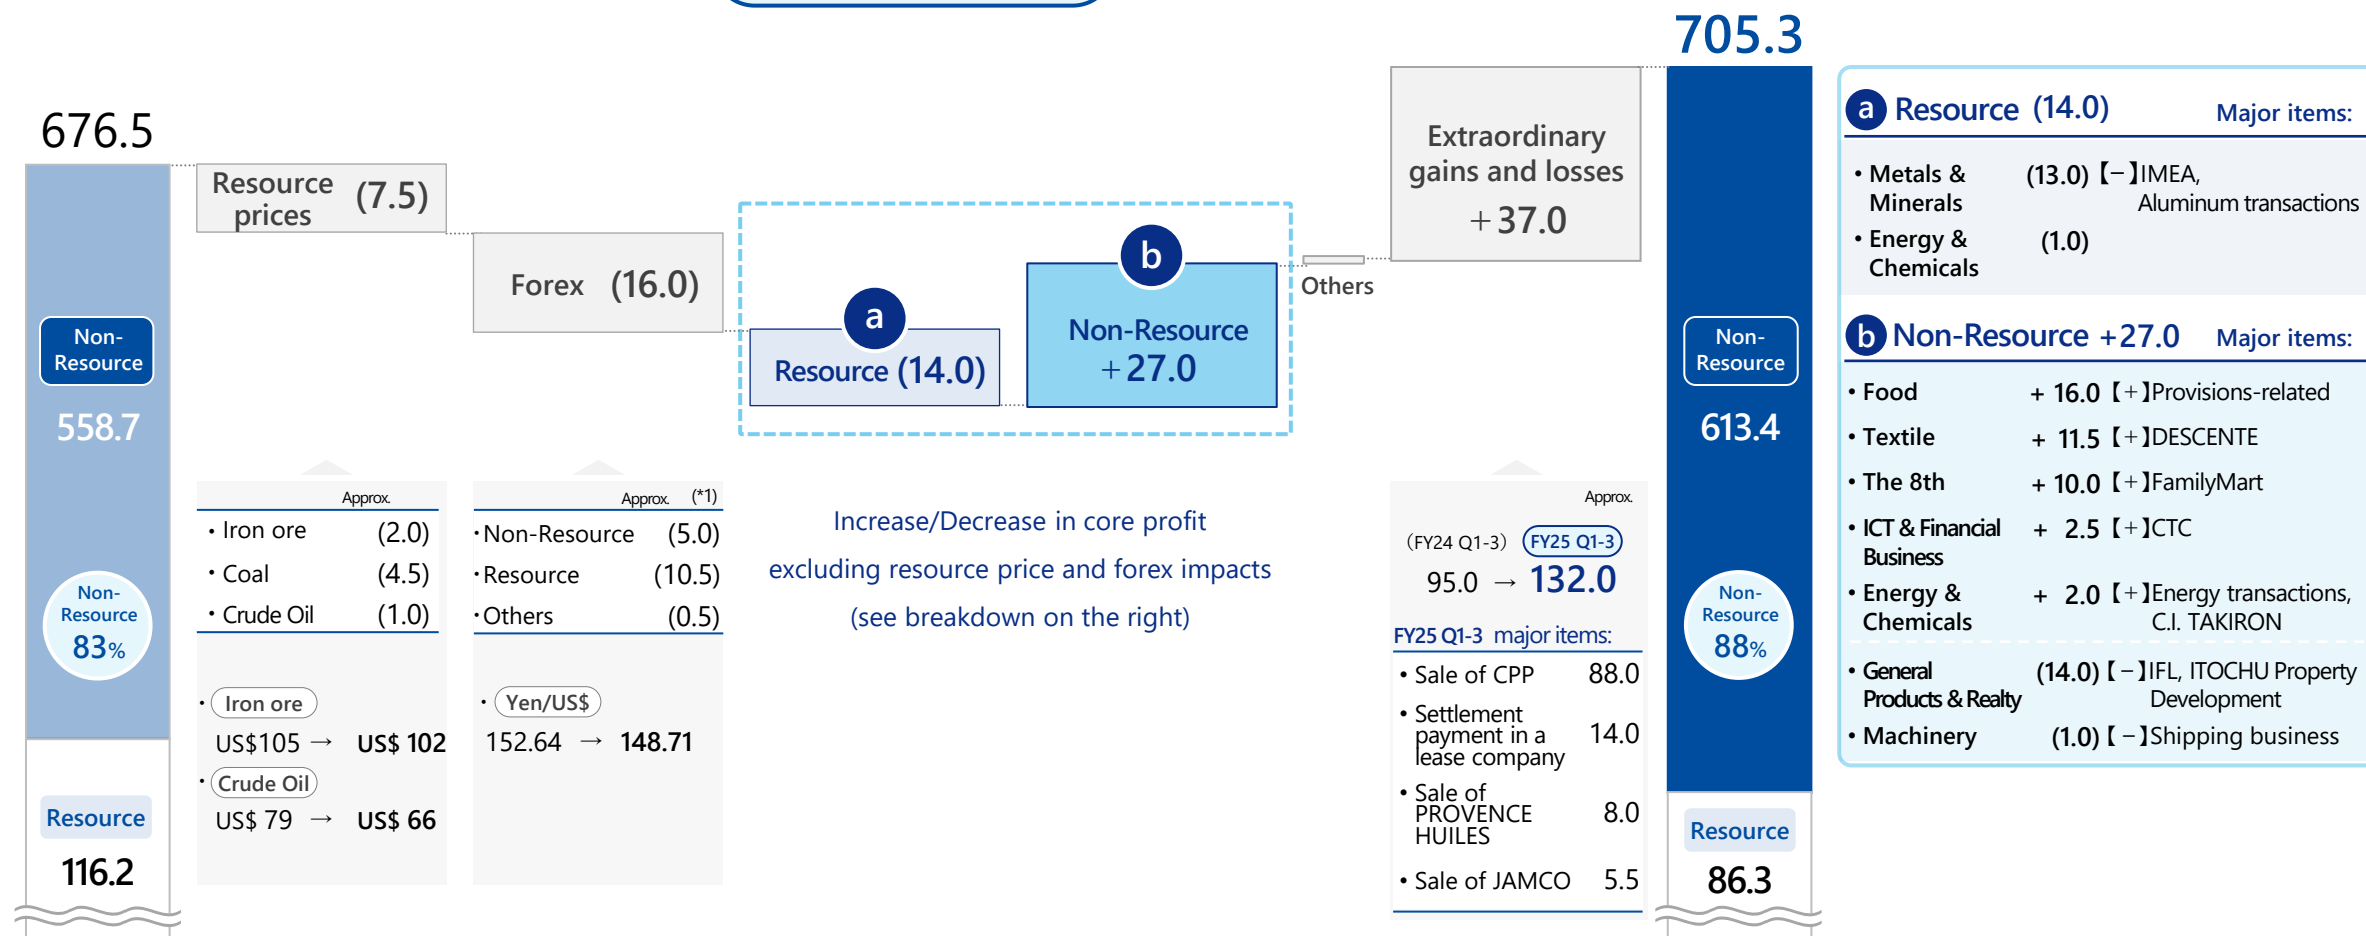 676.5
Non-
Resource
558.7
Non-
Resource
83%
Resource
116.2
Resource
prices
(7.5)
Approx.
・Iron ore (2.0)
・Coal (4.5)
・Crude Oil (1.0)
・Iron ore
US$105 → US$ 102
・Crude Oil
US$ 79 → US$ 66
Forex (16.0)
Approx. (*1)
・Non-Resource (5.0)
・Resource (10.5)
・Others (0.5)
・Yen/US$
152.64 → 148.71
a
Resource (14.0)
b
Non-Resource
+27.0
Increase/Decrease in core profit
excluding resource price and forex impacts
(see breakdown on the right)
Others
Extraordinary
gains and losses
+37.0
Approx.
(FY24 Q1-3) FY25 Q1-3
95.0 → 132.0
FY25 Q1-3 major items:
• Sale of CPP 88.0
• Settlement
payment in a 14.0
lease company
• Sale of
PROVENCE 8.0
HUILES
• Sale of JAMCO 5.5
705.3
Non-
Resource
613.4
Non-
Resource
88%
Resource
86.3
a Resource (14.0) Major items:
• Metals & (13.0)【−】IMEA,
Minerals Aluminum transactions
• Energy & (1.0)
Chemicals
b Non-Resource +27.0 Major items:
• Food + 16.0【+】Provisions-related
• Textile + 11.5【+】DESCENTE
• The 8th + 10.0【+】FamilyMart
• ICT & Financial + 2.5【+】CTC
Business
• Energy & + 2.0【+】Energy transactions,
Chemicals C.I. TAKIRON
• General (14.0)【−】IFL, ITOCHU Property
Products & Realty Development
• Machinery (1.0)【−】Shipping business